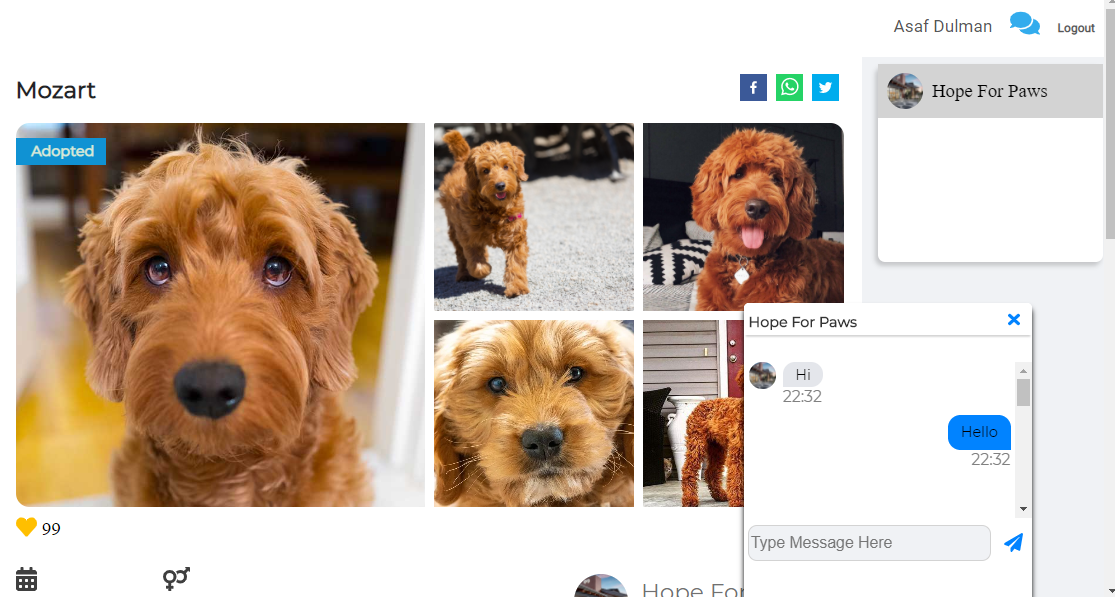 Asaf Dulman
Logout
Mozart
Hope For Paws
Adopted
Hope For Paws
Hi
22:32
Hello
22:32
Type Message Here
99
Hope For